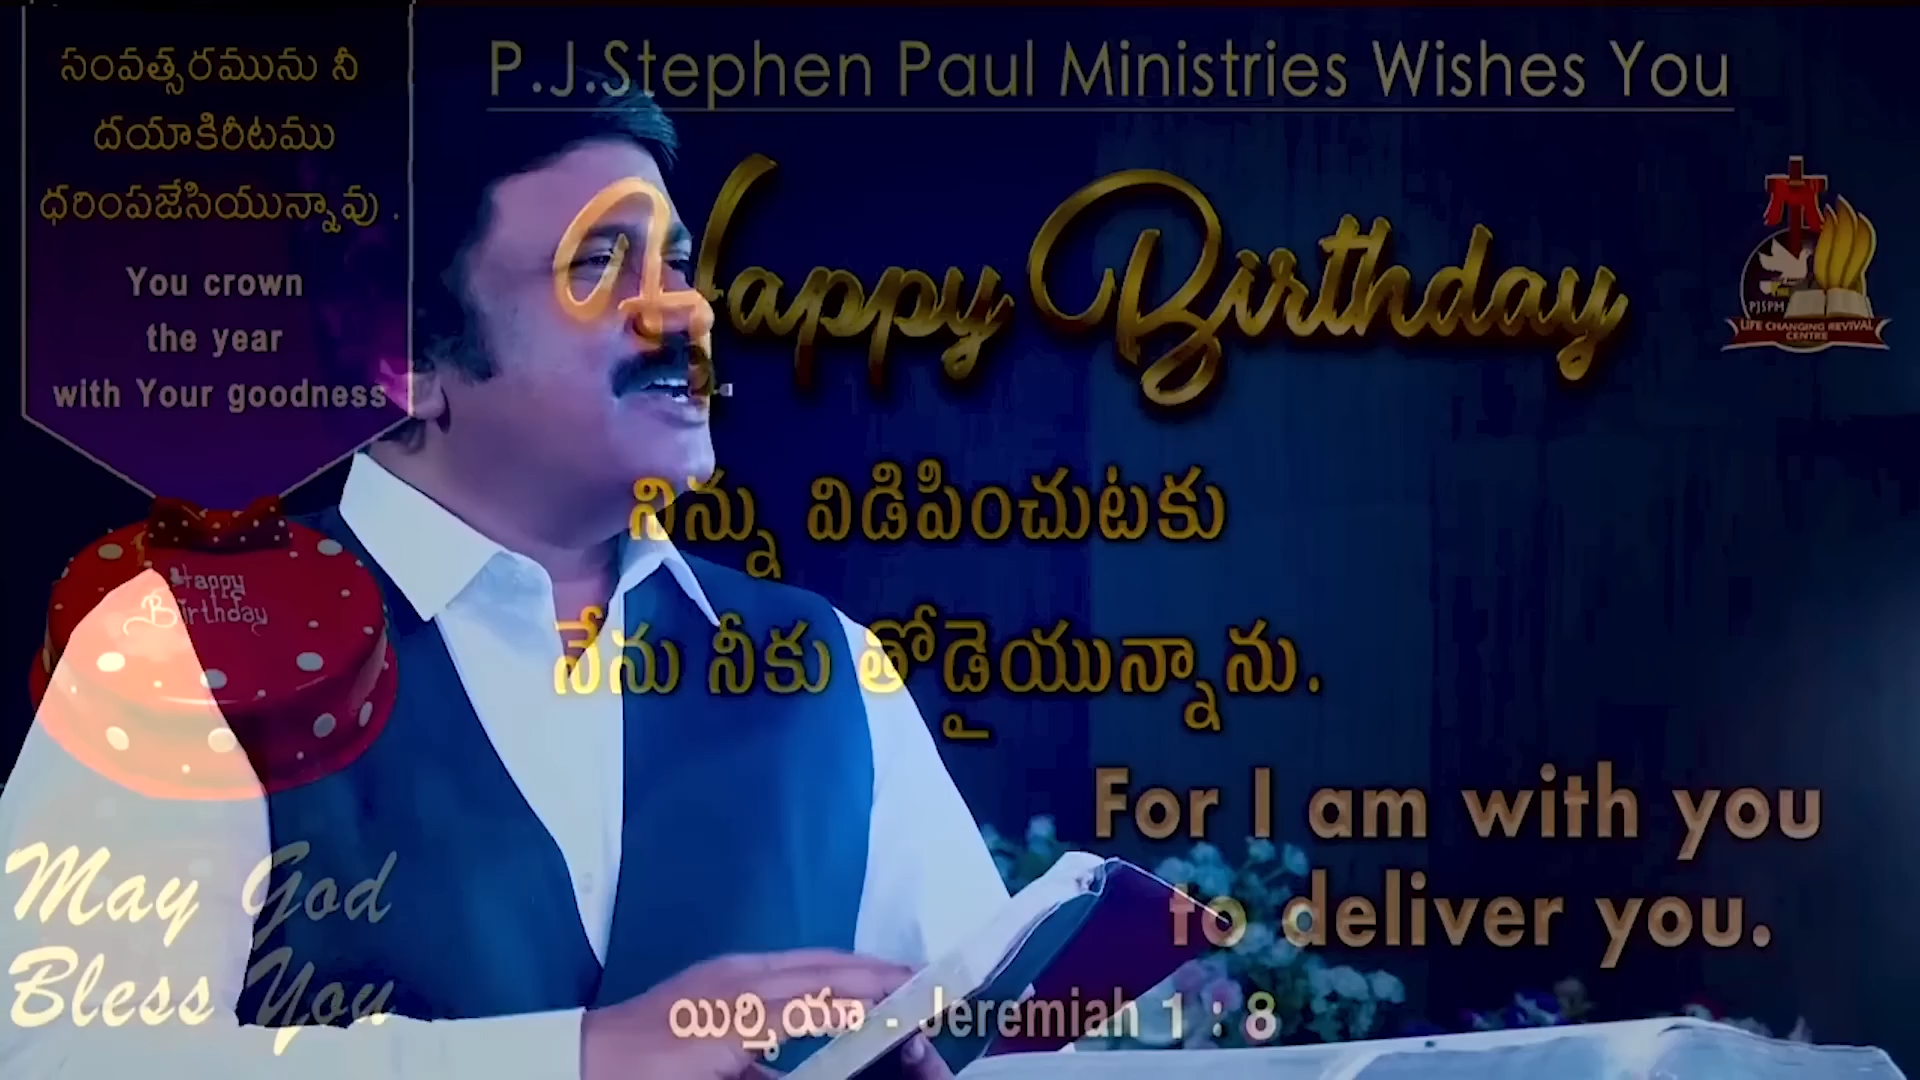 P.J.Stephen Paul Ministries Wishes You
సంవత్సరమును నీ
దయాకిరీటము
ధరింపజేసియున్నావు .
You crown
the year
with Your goodness
Happy Birthday
PJSPM
LIFE CHANGING REVIVAL
CENTRE
నిన్ను విడిపించుటకు
నేను నీకు తోడైయున్నాను.
Happy
Birthday
For I am with you
to deliver you.
May God
Bless You
యిర్మియా - Jeremiah 1 : 8